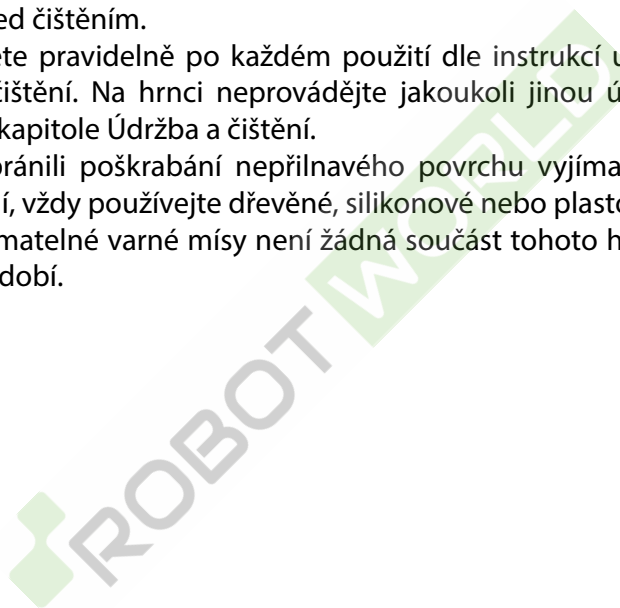 ed čištěním.
ete pravidelně po každém použití dle instrukcí u
čištění. Na hrnci neprovádějte jakoukoli jinou ú
kapitole Údržba a čištění.
bránili poškrabání nepřilnavého povrchu vyjíma
í, vždy používejte dřevěné, silikonové nebo plasto
matelné varné mísy není žádná součást tohoto h
dobí.
ROBOT WORLD